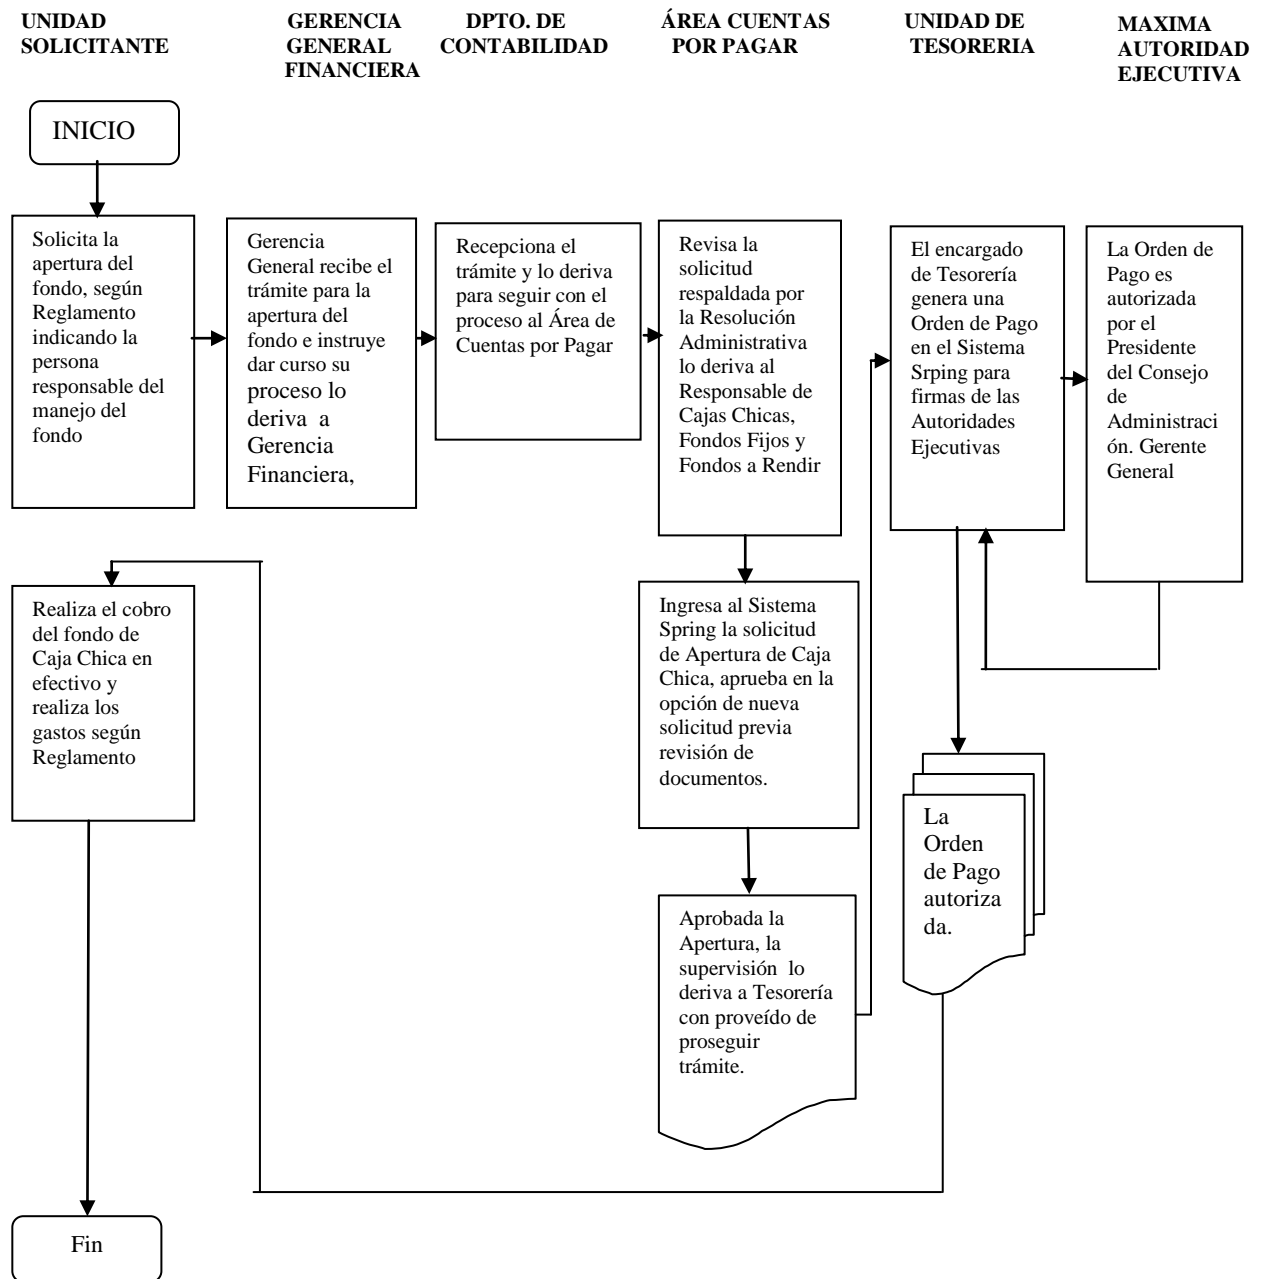 UNIDAD
SOLICITANTE
GERENCIA
GENERAL
FINANCIERA
DPTO. DE
CONTABILIDAD
ÁREA CUENTAS
POR PAGAR
UNIDAD DE
TESORERIA
MAXIMA
AUTORIDAD
EJECUTIVA
INICIO
Solicita la
apertura del
fondo, según
Reglamento
indicando la
persona
responsable del
manejo del
fondo
Gerencia
General recibe el
trámite para la
apertura del
fondo e instruye
dar curso su
proceso lo
deriva a
Gerencia
Financiera,
Recepciona el
trámite y lo deriva
para seguir con el
proceso al Área de
Cuentas por Pagar
Revisa la
solicitud
respaldada por
la Resolución
Administrativa
lo deriva al
Responsable de
Cajas Chicas,
Fondos Fijos y
Fondos a Rendir
El encargado
de Tesorería
genera una
Orden de Pago
en el Sistema
Srping para
firmas de las
Autoridades
Ejecutivas
La Orden de
Pago es
autorizada
por el
Presidente
del Consejo
de
Administraci
ón. Gerente
General
Realiza el cobro
del fondo de
Caja Chica en
efectivo y
realiza los
gastos según
Reglamento
Ingresa al Sistema
Spring la solicitud
de Apertura de Caja
Chica, aprueba en la
opción de nueva
solicitud previa
revisión de
documentos.
La
Orden
de Pago
autoriza
da.
Aprobada la
Apertura, la
supervisión lo
deriva a Tesorería
con proveído de
proseguir
trámite.
Fin